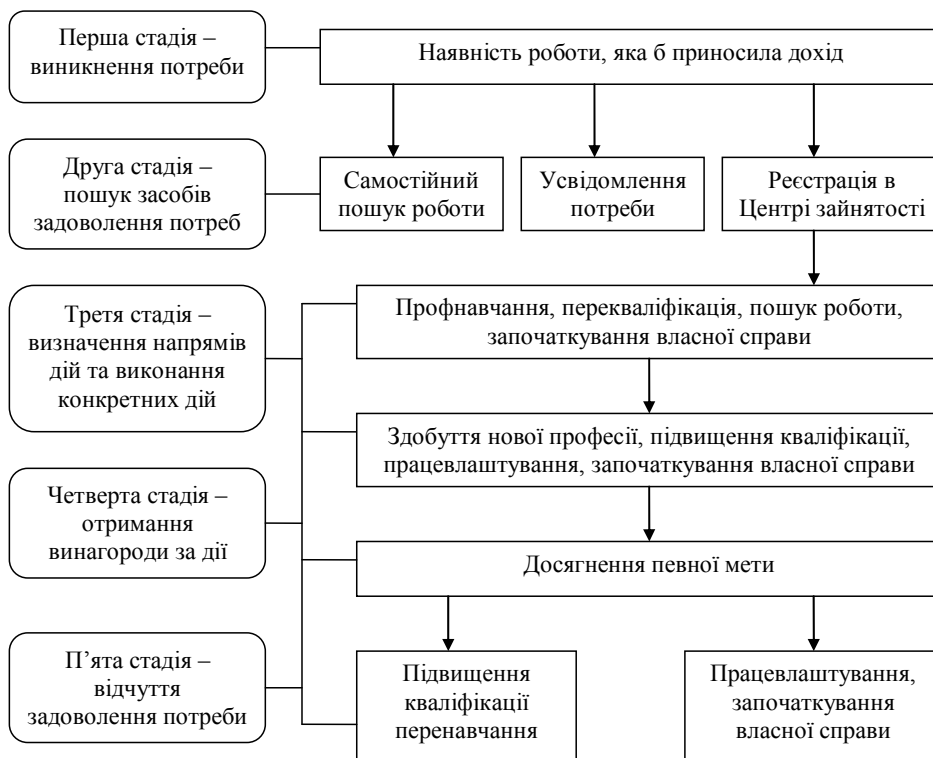 Перша стадія –
виникнення потреби
Наявність роботи, яка б приносила дохід
Друга стадія –
пошук засобів
задоволення потреб
Самостійний
пошук роботи
Усвідомлення
потреби
Реєстрація в
Центрі зайнятості
Третя стадія –
визначення напрямів
дій та виконання
конкретних дій
Профнавчання, перекваліфікація, пошук роботи,
започаткування власної справи
Здобуття нової професії, підвищення кваліфікації,
працевлаштування, започаткування власної справи
Четверта стадія –
отримання
винагороди за дії
Досягнення певної мети
П’ята стадія –
відчуття
задоволення потреби
Підвищення
кваліфікації
перенавчання
Працевлаштування,
започаткування
власної справи